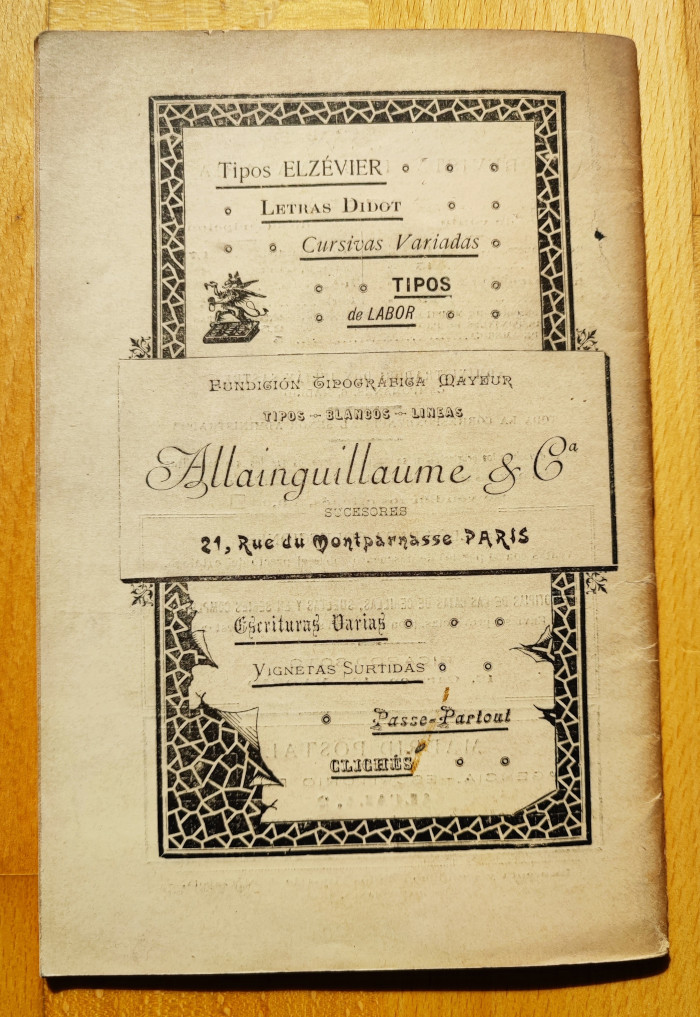 Tipos ELZÉVIER
LETRAS DIDOT
Cursivas Variadas
TIPOS
de LABOR
FUNDICIÓN TIPOGRÁFICA MAYEUR
TIPOS - BLANCOS - LINEAS
Allainguillaume & Cª
SUCESORES
21, Rue du Montparnasse PARIS
Escrituras Varias
VIGNETAS SURTIDAS
Passe-Partout
CLICHÉS